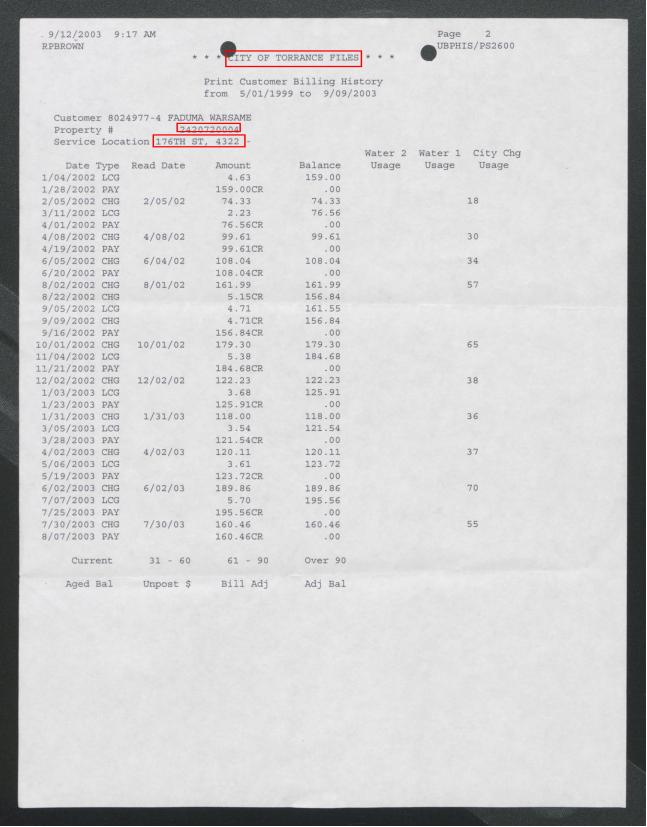 9/12/2003 9:17 AM Page 2
RPBROWN UBPHIS/PS2600
* * * CITY OF TORRANCE FILES * * *
Print Customer Billing History
from 5/01/1999 to 9/09/2003
Customer 8024977-4 FADUMA WARSAME
Property # 2420720004
Service Location 176TH ST, 4322 -
Water 2 Water 1 City Chg
Date Type Read Date Amount Balance Usage Usage Usage
1/04/2002 LCG 4.63 159.00
1/28/2002 PAY 159.00CR .00
2/05/2002 CHG 2/05/02 74.33 74.33 18
3/11/2002 LCG 2.23 76.56
4/01/2002 PAY 76.56CR .00
4/08/2002 CHG 4/08/02 99.61 99.61 30
4/19/2002 PAY 99.61CR .00
6/05/2002 CHG 6/04/02 108.04 108.04 34
6/20/2002 PAY 108.04CR .00
8/02/2002 CHG 8/01/02 161.99 161.99 57
8/22/2002 CHG 5.15CR 156.84
9/05/2002 LCG 4.71 161.55
9/09/2002 CHG 4.71CR 156.84
9/16/2002 PAY 156.84CR .00
10/01/2002 CHG 10/01/02 179.30 179.30 65
11/04/2002 LCG 5.38 184.68
11/21/2002 PAY 184.68CR .00
12/02/2002 CHG 12/02/02 122.23 122.23 38
1/03/2003 LCG 3.68 125.91
1/23/2003 PAY 125.91CR .00
1/31/2003 CHG 1/31/03 118.00 118.00 36
3/05/2003 LCG 3.54 121.54
3/28/2003 PAY 121.54CR .00
4/02/2003 CHG 4/02/03 120.11 120.11 37
5/06/2003 LCG 3.61 123.72
5/19/2003 PAY 123.72CR .00
6/02/2003 CHG 6/02/03 189.86 189.86 70
7/07/2003 LCG 5.70 195.56
7/25/2003 PAY 195.56CR .00
7/30/2003 CHG 7/30/03 160.46 160.46 55
8/07/2003 PAY 160.46CR .00
Current 31 - 60 61 - 90 Over 90
Aged Bal Unpost $ Bill Adj Adj Bal